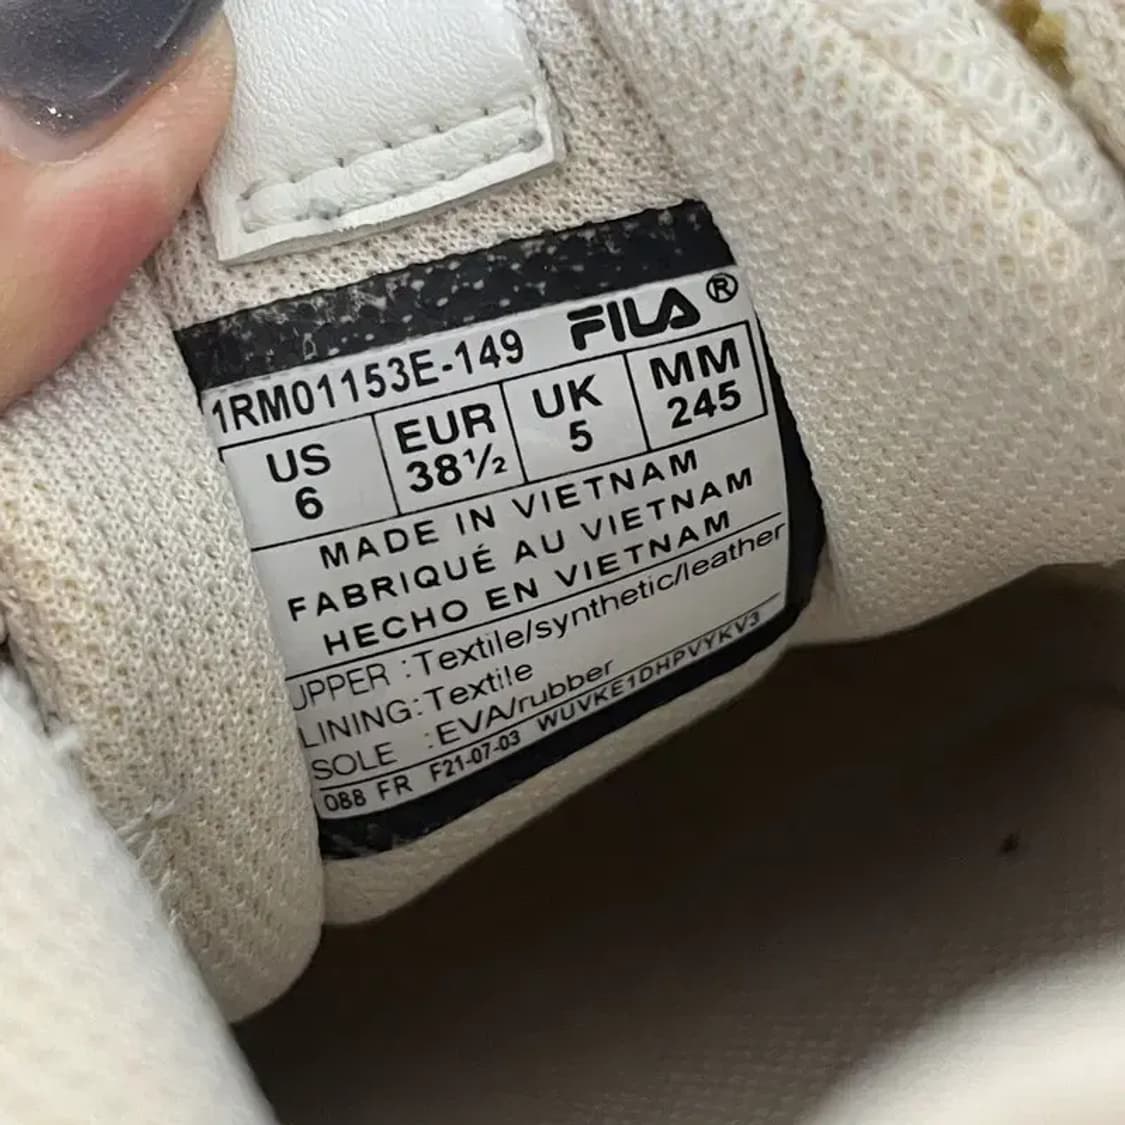 FILA®
1RM01153E-149
US EUR UK MM
6 38½ 5 245
MADE IN VIETNAM
FABRIQUÉ AU VIETNAM
HECHO EN VIETNAM
UPPER :Textile/synthetic/leather
LINING:Textile
SOLE :EVA/rubber
088 FR F21-07-03 WUVKE1DHPVYKV3